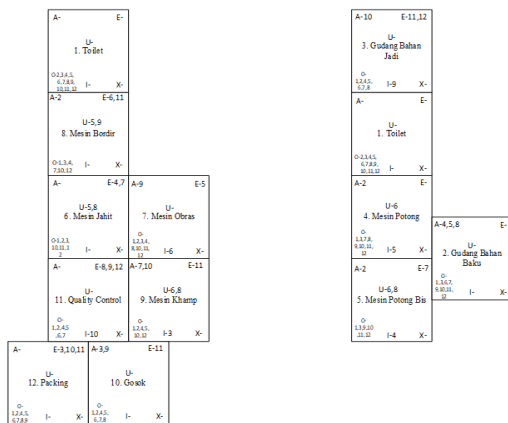 A- E-
U-
1. Toilet
O-2,3,4,5,
6,7,8,9,
10,11,12 I- X-
A-2 E-6,11
U-5,9
8. Mesin Bordir
O-1,3,4,
7,10,12 I- X-
A- E-4,7
U-5,8
6. Mesin Jahit
O-1,2,3,
10,11,1
2 I- X-
A-9 E-5
U-
7. Mesin Obras
O-
1,2,3,4,
8,10,11,
12 I-6 X-
A- E-8,9,12
U-
11. Quality Control
O-
1,2,4,5
,6,7 I-10 X-
A-7,10 E-11
U-6,8
9. Mesin Khamp
O-
1,2,4,5,
10,12 I-3 X-
A- E-3,10,11
U-
12. Packing
O-
1,2,4,5,
6,7,8,9 I- X-
A-3,9 E-11
U-
10. Gosok
O-
1,2,4,5,
6,7,8 I- X-
A-10 E-11,12
U-
3. Gudang Bahan
Jadi
O-
1,2,4,5,
6,7,8 I-9 X-
A- E-
U-
1. Toilet
O-2,3,4,5,
6,7,8,9,
10,11,12 I- X-
A-2 E-
U-6
4. Mesin Potong
O-
1,3,7,8,
9,10,11,
12 I-5 X-
A-4,5,8 E-
U-
2. Gudang Bahan
Baku
O-
1,3,6,7,
9,10,11,
12 I- X-
A-2 E-7
U-6,8
5. Mesin Potong Bis
O-
1,3,9,10
,11,12 I-4 X-